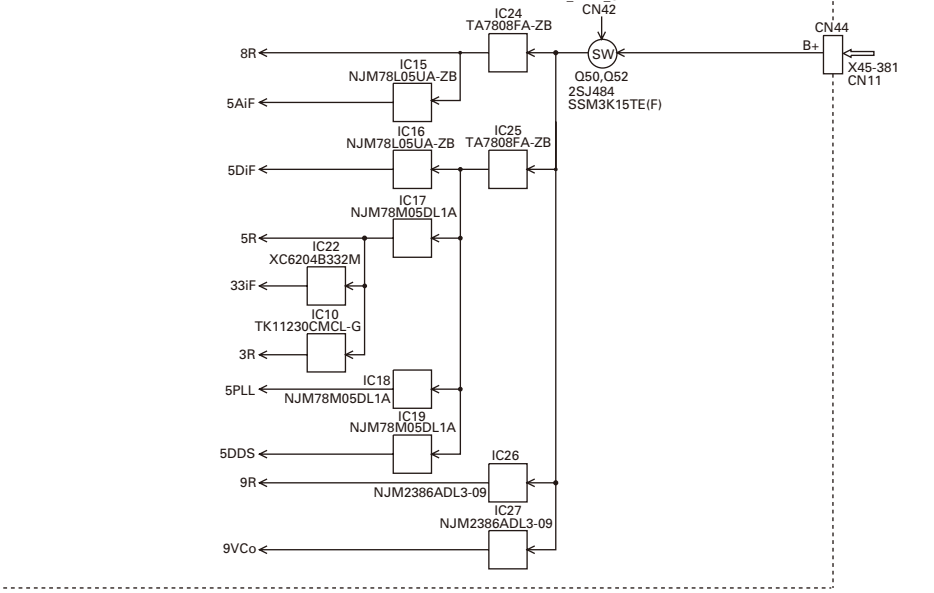 CN42
IC24
TA7808FA-ZB
CN44
8R
SW
B+
IC15
NJM78L05UA-ZB
Q50,Q52
2SJ484
SSM3K15TE(F)
X45-381
CN11
5AiF
IC16
NJM78L05UA-ZB
IC25
TA7808FA-ZB
5DiF
IC17
NJM78M05DL1A
5R
IC22
XC6204B332M
33iF
IC10
TK11230CMCL-G
3R
IC18
5PLL
NJM78M05DL1A
IC19
NJM78M05DL1A
5DDS
IC26
9R
NJM2386ADL3-09
IC27
NJM2386ADL3-09
9VCo